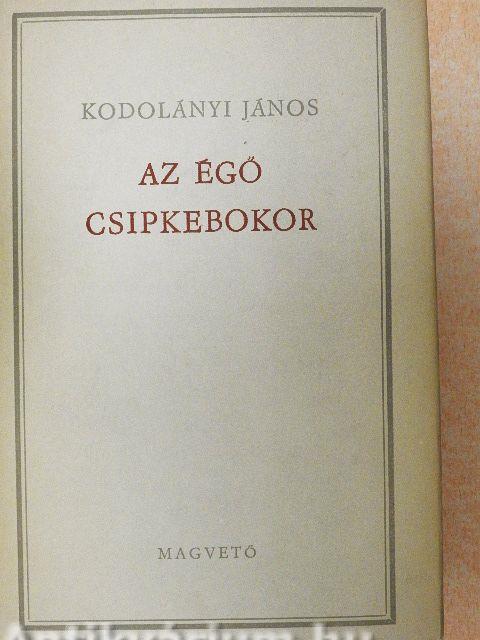 KODOLÁNYI JÁNOS
AZ ÉGŐ
CSIPKEBOKOR
MAGVETŐ